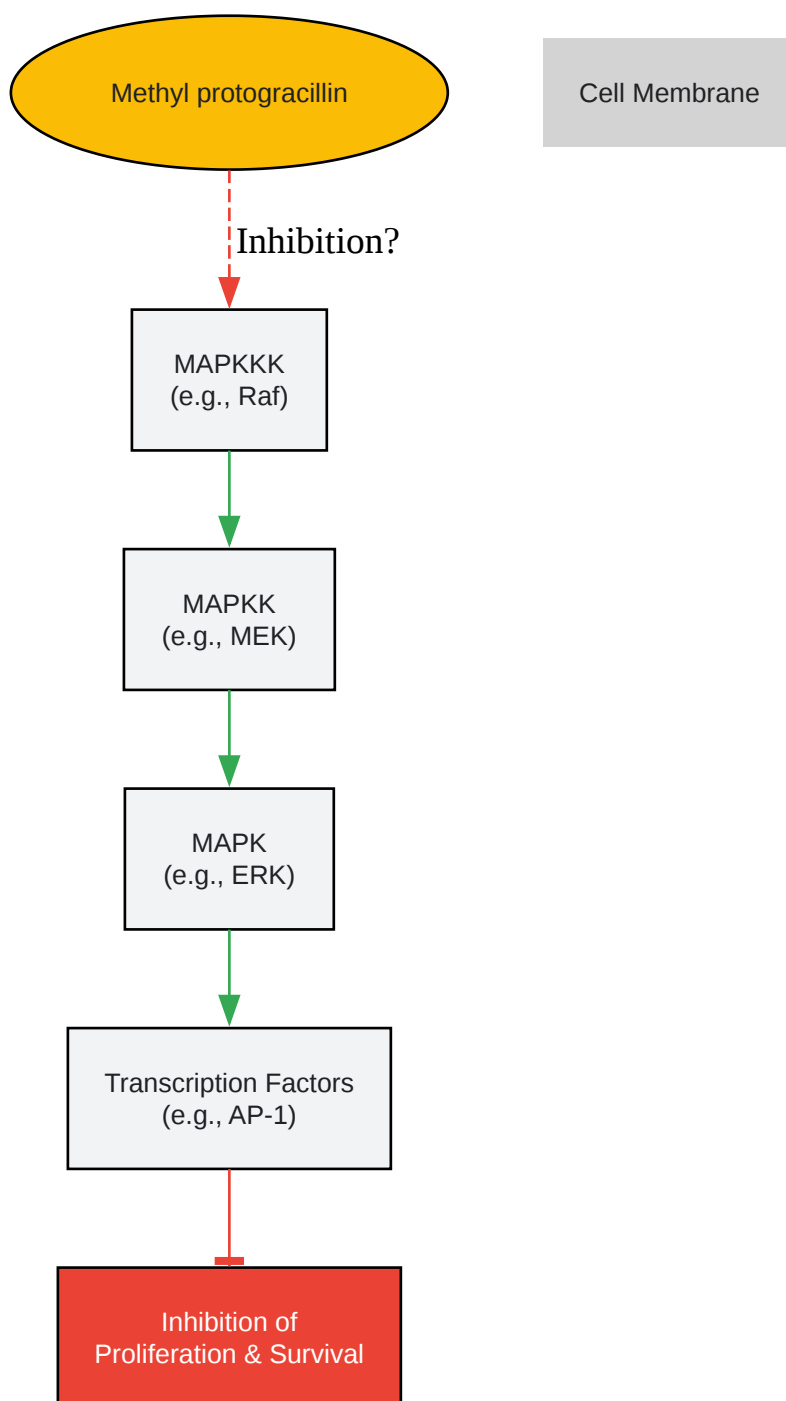 Methyl protogracillin
Cell Membrane
Inhibition?
MAPKKK
(e.g., Raf)
MAPKK
(e.g., MEK)
MAPK
(e.g., ERK)
Transcription Factors
(e.g., AP-1)
Inhibition of
Proliferation & Survival